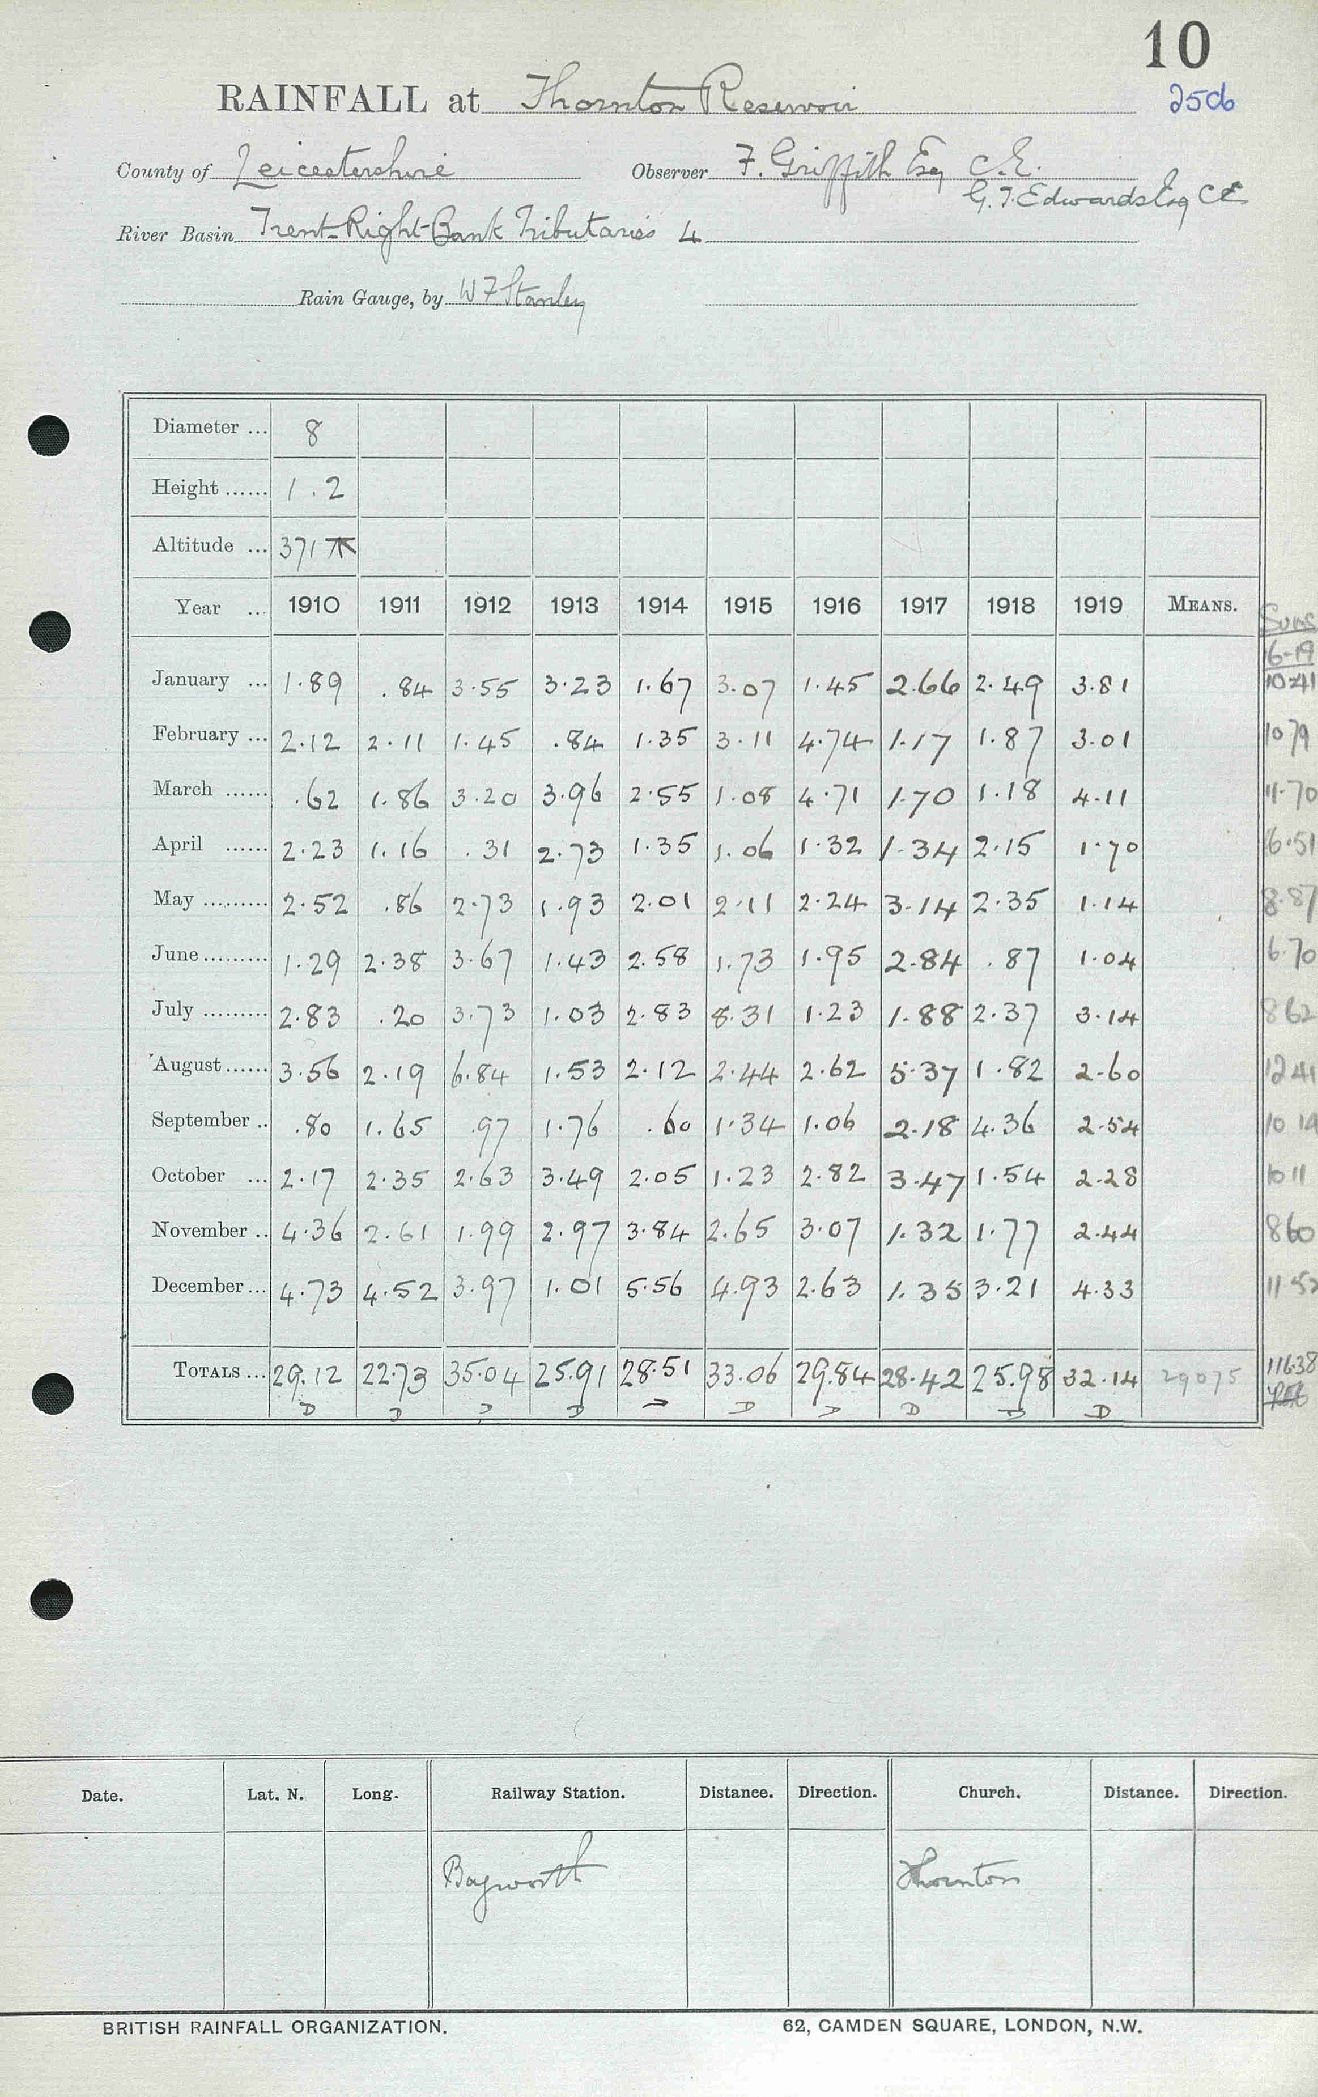 10
RAINFALL at Thornton Reservoir 2506
County of Leicestershire Observer F. Griffith Esq C.E.
G.T. Edwards Esq CE
River Basin Trent-Right-Bank Tributaries 4
Rain Gauge, by W F Stanley
Diameter ... 8
Height ...... 1.2
Altitude ... 371
Year ... 1910 1911 1912 1913 1914 1915 1916 1917 1918 1919 MEANS. Sums
16-19
January ... 1.89 .84 3.55 3.23 1.67 3.07 1.45 2.66 2.49 3.81 10.41
February ... 2.12 2.11 1.45 .84 1.35 3.11 4.74 1.17 1.87 3.01 10 79
March ...... .62 1.86 3.20 3.96 2.55 1.08 4.71 1.70 1.18 4.11 11.70
April ...... 2.23 1.16 .31 2.73 1.35 1.06 1.32 1.34 2.15 1.70 6.51
May ......... 2.52 .86 2.73 1.93 2.01 2.11 2.24 3.14 2.35 1.14 8.87
June ......... 1.29 2.38 3.67 1.43 2.58 1.73 1.95 2.84 .87 1.04 6.70
July ......... 2.83 .20 3.73 1.03 2.83 8.31 1.23 1.88 2.37 3.14 8 62
August ...... 3.56 2.19 6.84 1.53 2.12 2.44 2.62 5.37 1.82 2.60 12 41
September .. .80 1.65 .97 1.76 .60 1.34 1.06 2.18 4.36 2.54 10 14
October ... 2.17 2.35 2.63 3.49 2.05 1.23 2.82 3.47 1.54 2.28 10 11
November .. 4.36 2.61 1.99 2.97 3.84 2.65 3.07 1.32 1.77 2.44 8 60
December ... 4.73 4.52 3.97 1.01 5.56 4.93 2.63 1.35 3.21 4.33 11.52
TOTALS ... 29.12 22.73 35.04 25.91 28.51 33.06 29.84 28.42 25.98 32.14 29075 116.38
D D D D D D D D D D
Date. Lat. N. Long. Railway Station. Distance. Direction. Church. Distance. Direction.
Bagworth Thornton
BRITISH RAINFALL ORGANIZATION. 62, CAMDEN SQUARE, LONDON, N.W.